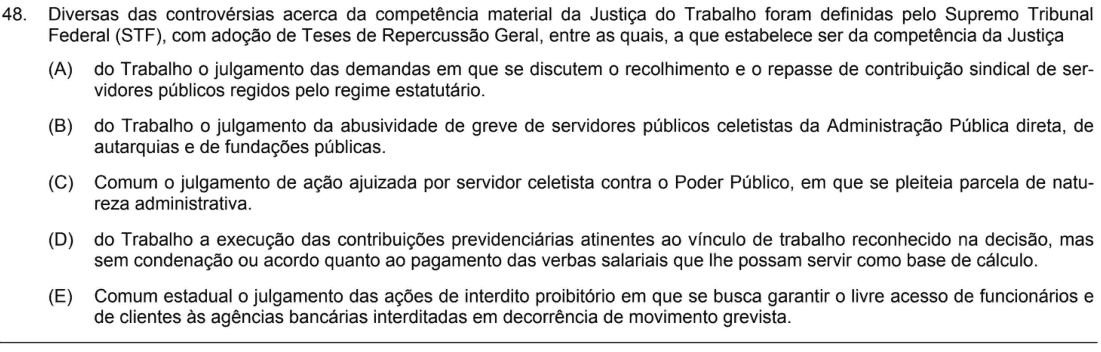 48. Diversas das controvérsias acerca da competência material da Justiça do Trabalho foram definidas pelo Supremo Tribunal
Federal (STF), com adoção de Teses de Repercussão Geral, entre as quais, a que estabelece ser da competência da Justiça
(A) do Trabalho o julgamento das demandas em que se discutem o recolhimento e o repasse de contribuição sindical de ser-
vidores públicos regidos pelo regime estatutário.
(B) do Trabalho o julgamento da abusividade de greve de servidores públicos celetistas da Administração Pública direta, de
autarquias e de fundações públicas.
(C) Comum o julgamento de ação ajuizada por servidor celetista contra o Poder Público, em que se pleiteia parcela de natu-
reza administrativa.
(D) do Trabalho a execução das contribuições previdenciárias atinentes ao vínculo de trabalho reconhecido na decisão, mas
sem condenação ou acordo quanto ao pagamento das verbas salariais que lhe possam servir como base de cálculo.
(E) Comum estadual o julgamento das ações de interdito proibitório em que se busca garantir o livre acesso de funcionários e
de clientes às agências bancárias interditadas em decorrência de movimento grevista.